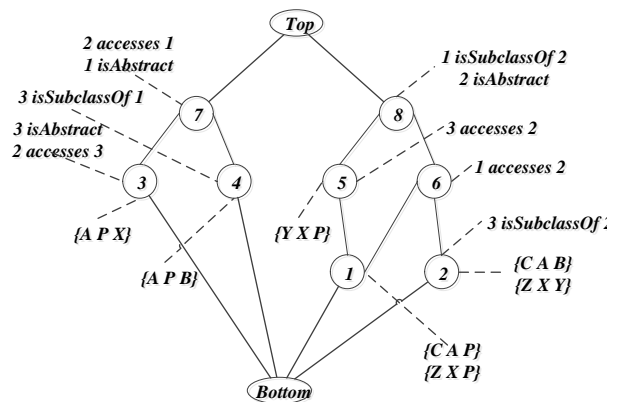 Top
2 accesses 1
1 isAbstract
1 isSubclassOf 2
2 isAbstract
3 isSubclassOf 1
7
8
3 isAbstract
2 accesses 3
3 accesses 2
1 accesses 2
3
4
5
6
{A P X}
{Y X P}
3 isSubclassOf 2
{A P B}
1
2
{C A B}
{Z X Y}
{C A P}
{Z X P}
Bottom